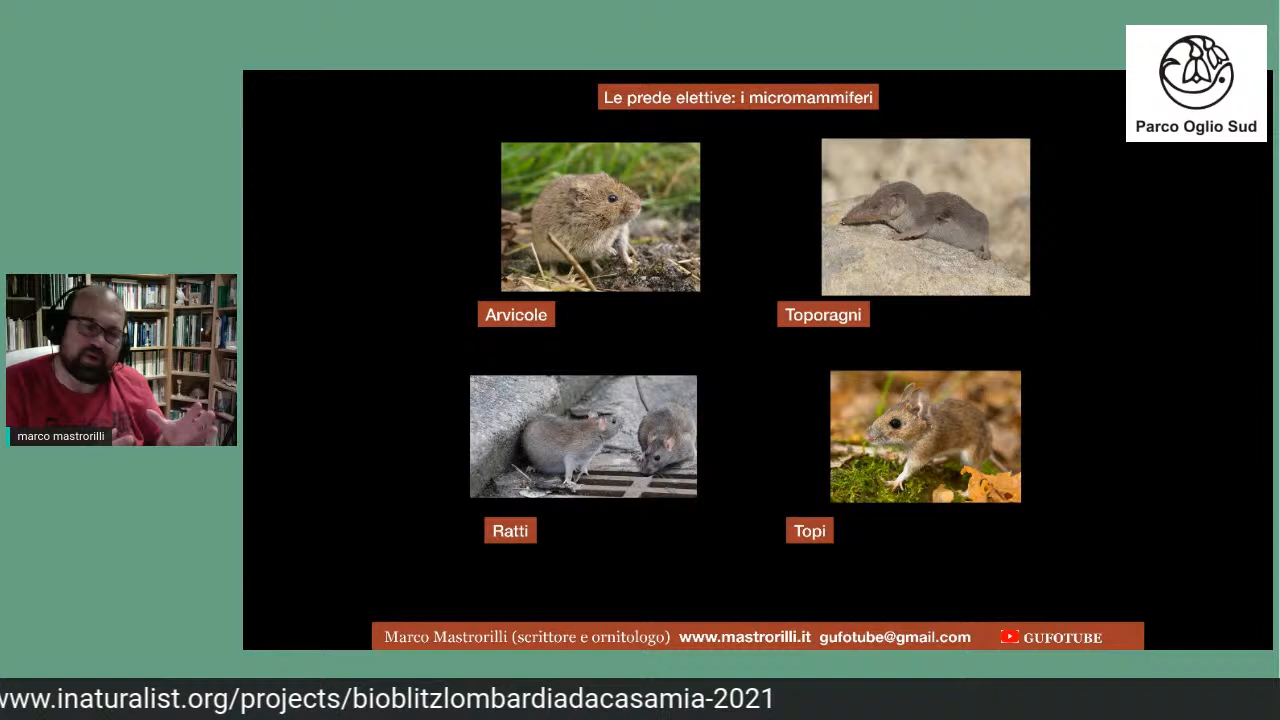 Parco Oglio Sud
Le prede elettive: i micromammiferi
Arvicole
Toporagni
marco mastrorilli
Ratti
Topi
Marco Mastrorilli (scrittore e ornitologo) www.mastrorilli.it gufotube@gmail.com GUFOTUBE
www.inaturalist.org/projects/bioblitzlombardiadacasamia-2021